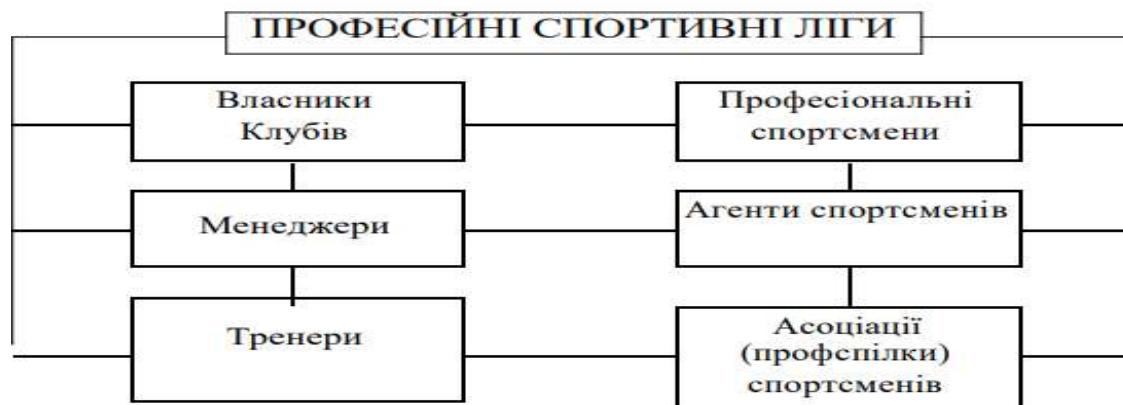 ПРОФЕСІЙНІ СПОРТИВНІ ЛІГИ
Власники
Клубів
Професіональні
спортсмени
Менеджери
Агенти спортсменів
Тренери
Асоціації
(профспілки)
спортсменів